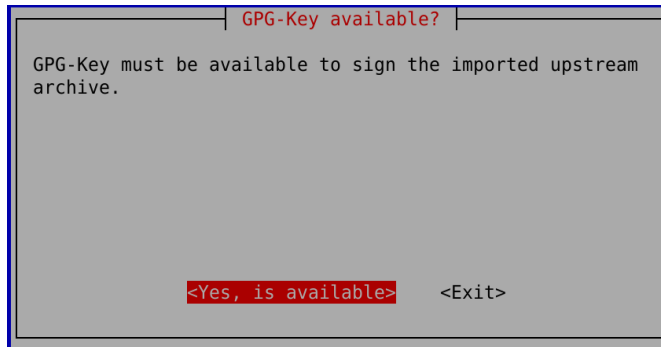 GPG-Key available?
GPG-Key must be available to sign the imported upstream
archive.
<Yes, is available> <Exit>